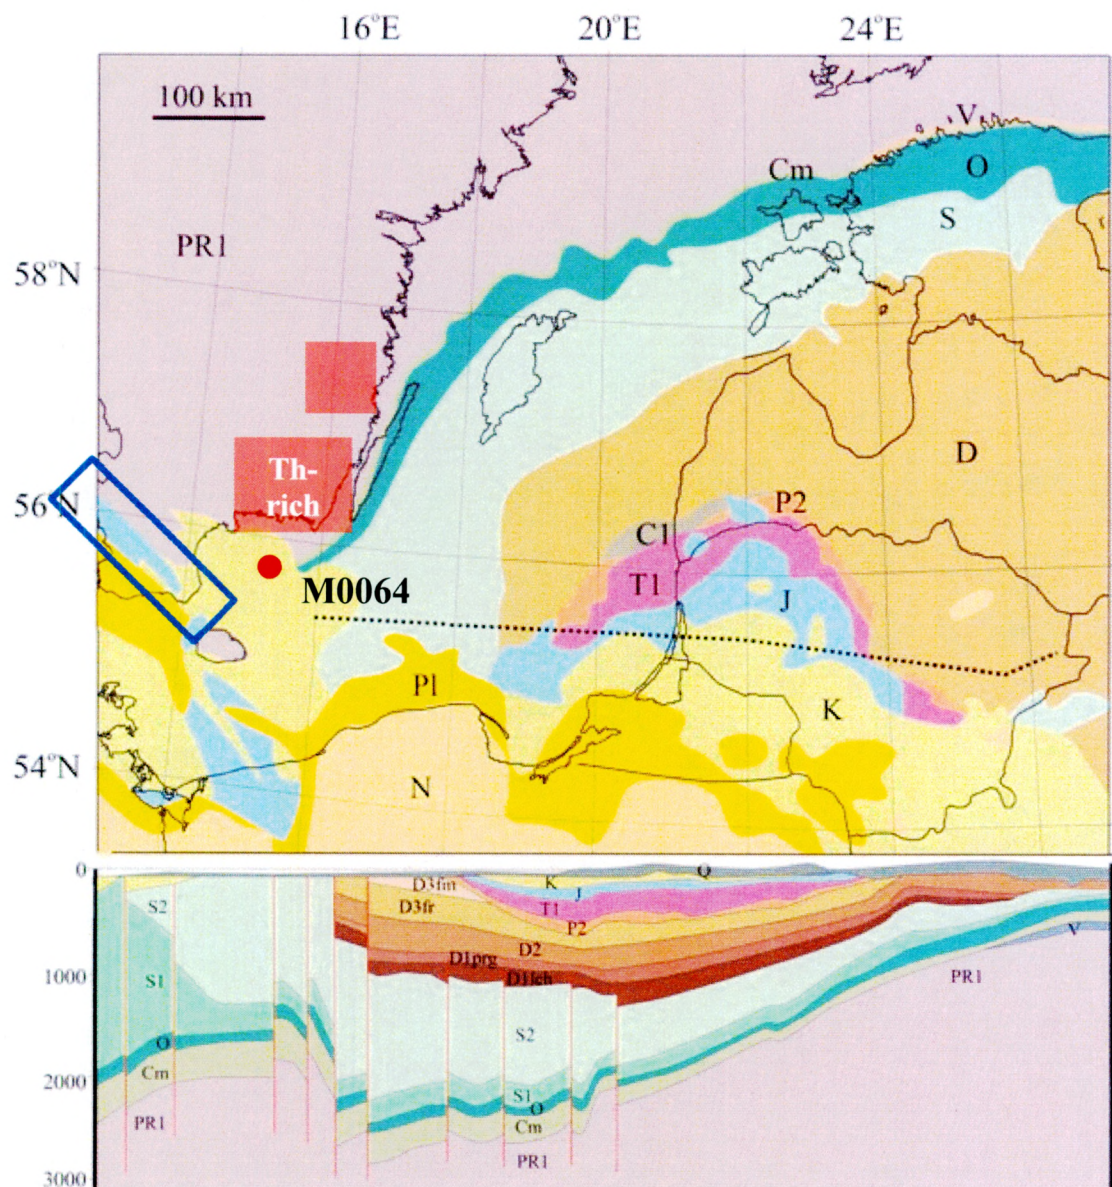 16°E
20°E
24°E
100 km
V
O
Cm
S
PR1
58°N
D
Th-
rich
56°N
P2
C1
M0064
T1
J
Pl
K
54°N
N
0
Q
D3fm
K
S2
J
D3fr
T1
P2
D2
V
D1prg
1000
D1lch
PR1
S1
S2
O
Cm
2000
S1
O
PR1
Cm
PR1
3000